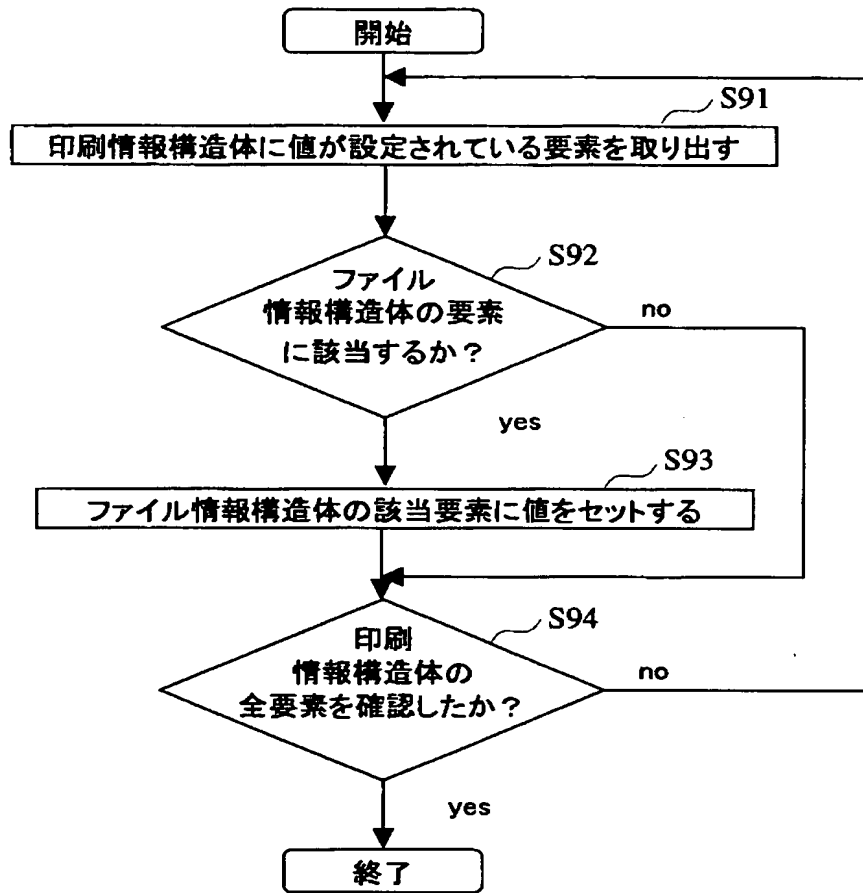 開始
S91
印刷情報構造体に値が設定されている要素を取り出す
S92
ファイル
情報構造体の要素
に該当するか？
no
yes
S93
ファイル情報構造体の該当要素に値をセットする
S94
印刷
情報構造体の
全要素を確認したか？
no
yes
終了